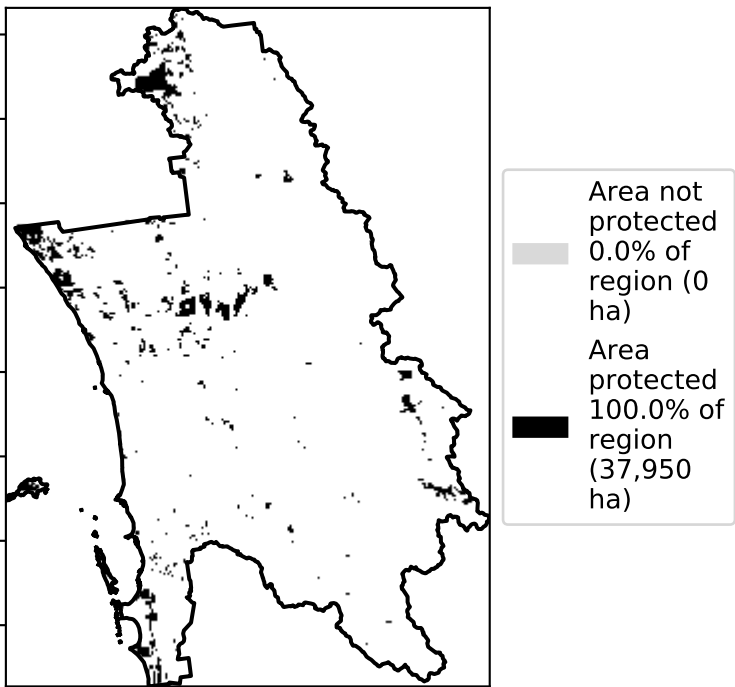 Area not
protected
0.0% of
region (0
ha)
Area
protected
100.0% of
region
(37,950
ha)